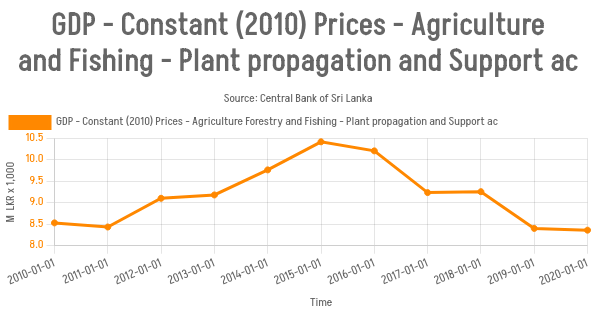 GDP - Constant (2010) Prices - Agriculture
and Fishing - Plant propagation and Support ac
Source: Central Bank of Sri Lanka
GDP - Constant (2010) Prices - Agriculture Forestry and Fishing - Plant propagation and Support ac
M LKR x 1,000
10.5
10.0
9.5
9.0
8.5
8.0
2010-01-01
2011-01-01
2012-01-01
2013-01-01
2014-01-01
2015-01-01
2016-01-01
2017-01-01
2018-01-01
2019-01-01
2020-01-01
Time